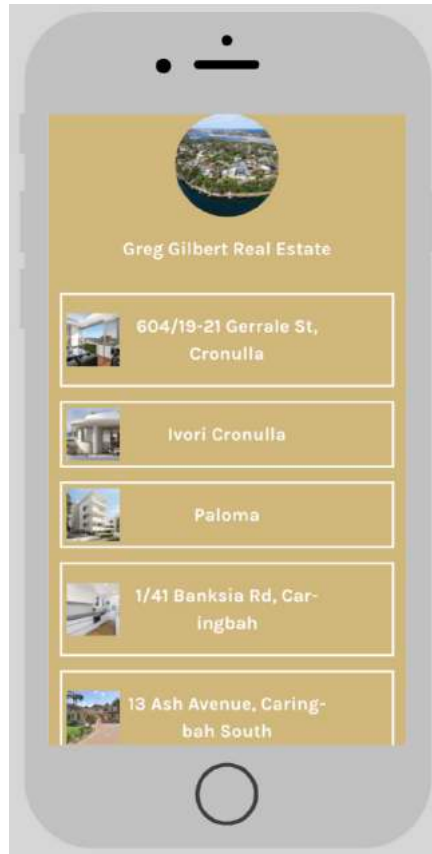 Greg Gilbert Real Estate
604/19-21 Gerrale St,
Cronulla
Ivori Cronulla
Paloma
1/41 Banksia Rd, Car-
ingbah
13 Ash Avenue, Caring-
bah South